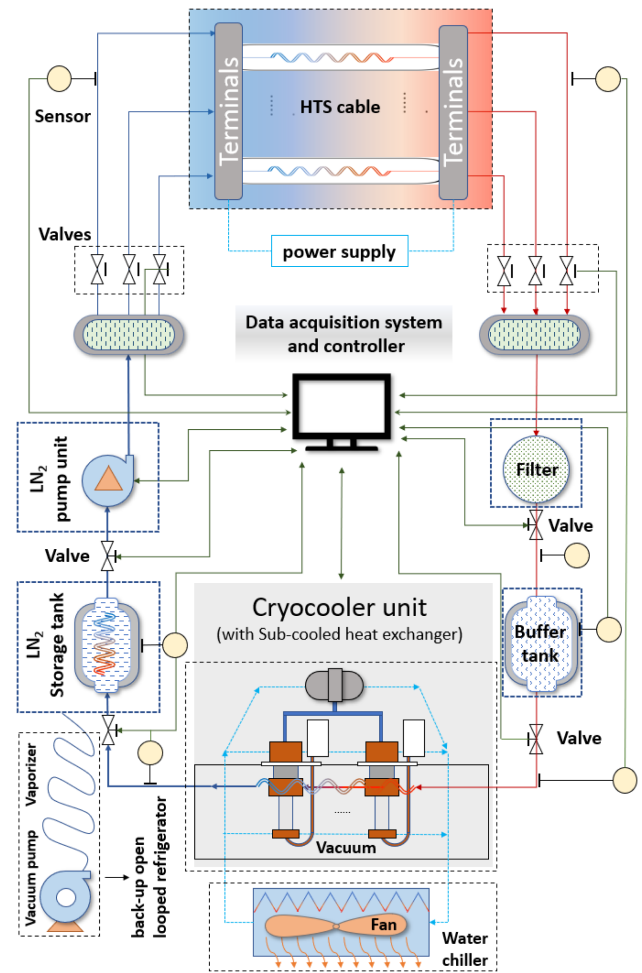 Terminals
Terminals
HTS cable
Sensor
Valves
power supply
Data acquisition system
and controller
LN2
pump unit
Filter
Valve
Valve
LN2
Storage tank
Cryocooler unit
(with Sub-cooled heat exchanger)
Buffer
tank
Valve
Vaporizer
Vacuum pump
back-up open
looped refrigerator
......
Vacuum
Fan
Water
chiller